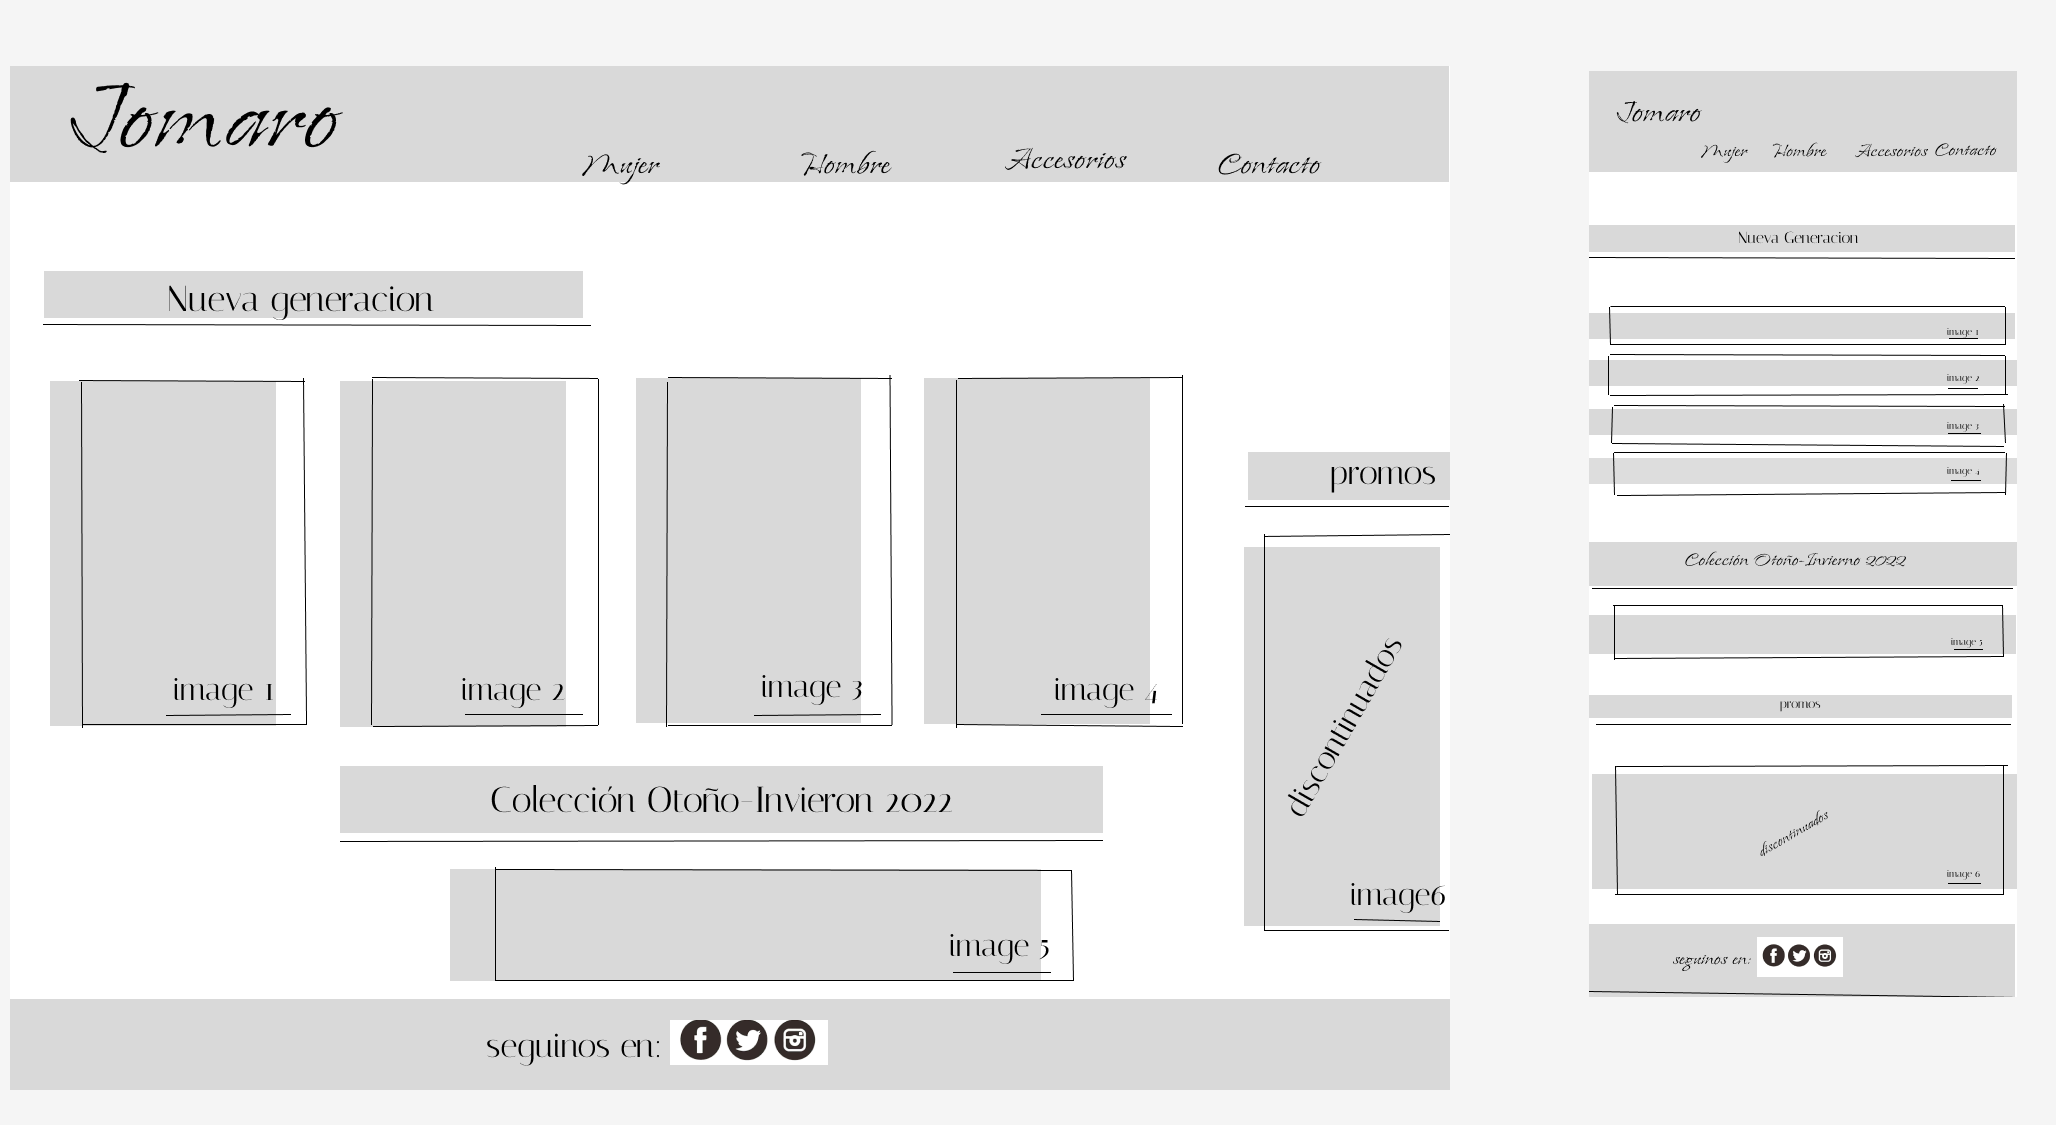 Jomaro
Mujer Hombre Accesorios Contacto
Nueva generacion
image 1 image 2 image 3 image 4
promos
discontinuados
image6
Colección Otoño-Invieron 2022
image 5
seguinos en:
Jomaro
Mujer Hombre Accesorios Contacto
Nueva Generacion
image 1
image 2
image 3
image 4
Colección Otoño-Invierno 2022
image 5
promos
discontinuados
image 6
seguinos en: